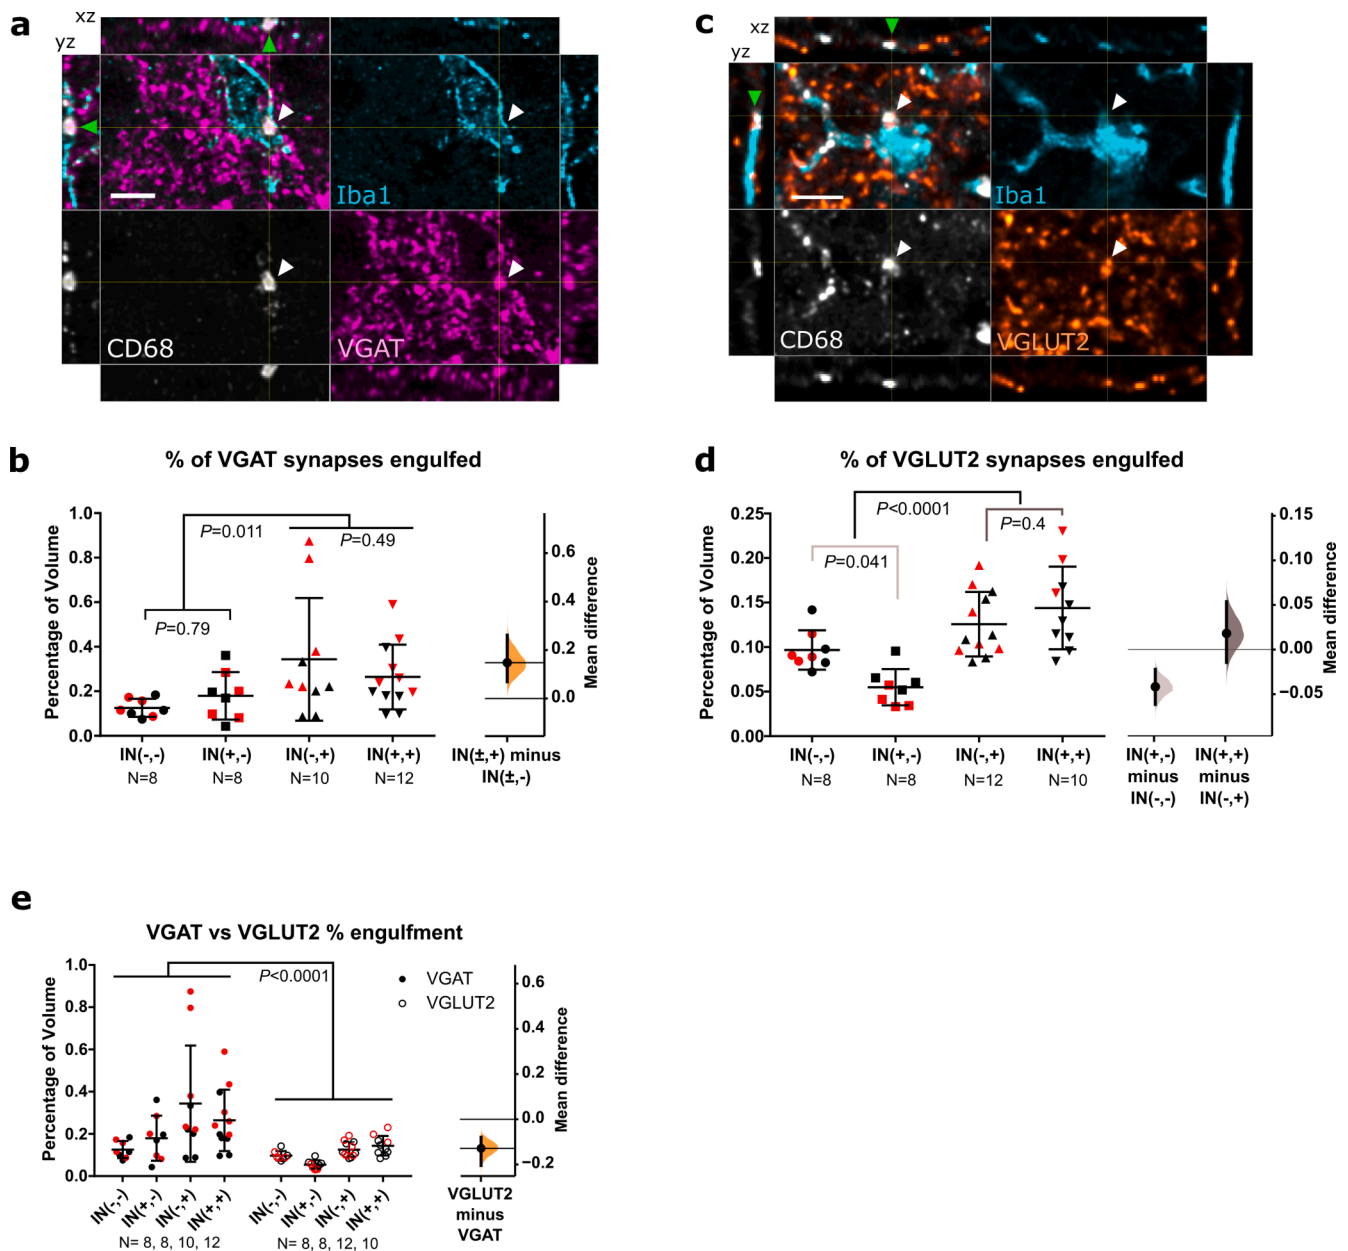 a
xz
yz
Iba1
CD68
VGAT
c
xz
yz
Iba1
CD68
VGLUT2
b
% of VGAT synapses engulfed
Percentage of Volume
1.0
0.8
0.6
0.4
0.2
0.0
P=0.011
P=0.49
P=0.79
IN(-,-)
IN(+,-)
IN(-,+)
IN(+,+)
N=8
N=8
N=10
N=12
0.6
0.4
0.2
0.0
Mean difference
IN(±,+) minus
IN(±,-)
d
% of VGLUT2 synapses engulfed
Percentage of Volume
0.25
0.20
0.15
0.10
0.05
0.00
P<0.0001
P=0.4
P=0.041
IN(-,-)
IN(+,-)
IN(-,+)
IN(+,+)
N=8
N=8
N=12
N=10
0.15
0.10
0.05
0.00
−0.05
Mean difference
IN(+,-)
minus
IN(-,-)
IN(+,+)
minus
IN(-,+)
e
VGAT vs VGLUT2 % engulfment
Percentage of Volume
1.0
0.8
0.6
0.4
0.2
0.0
P<0.0001
VGAT
VGLUT2
IN(-,-)
IN(+,-)
IN(-,+)
IN(+,+)
IN(-,-)
IN(+,-)
IN(-,+)
IN(+,+)
N= 8, 8, 10, 12
N= 8, 8, 12, 10
0.6
0.4
0.2
0.0
−0.2
Mean difference
VGLUT2
minus
VGAT